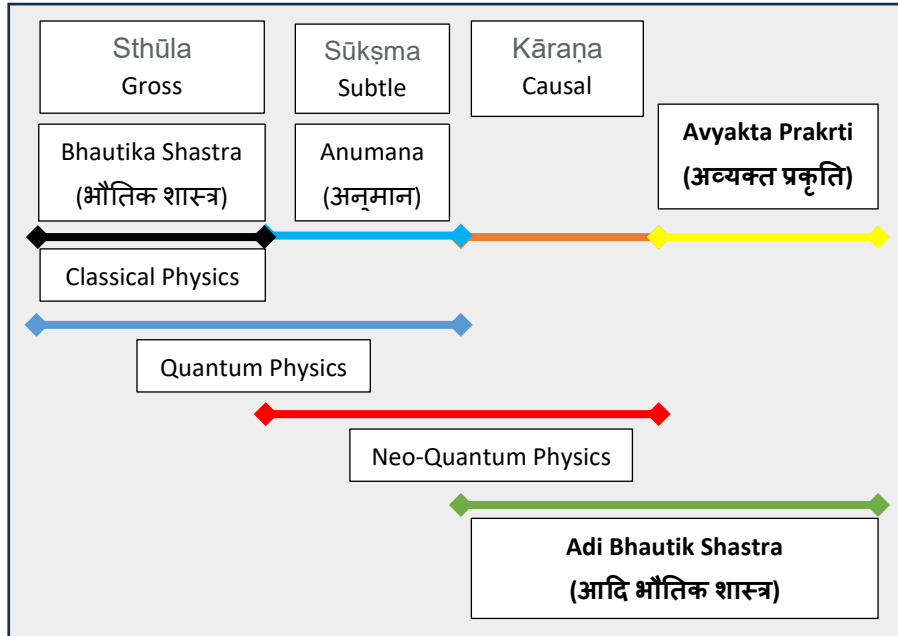 Sthūla
Gross
Sūkṣma
Subtle
Kāraṇa
Causal
Bhautika Shastra
(भौतिक शास्त्र)
Anumana
(अनुमान)
Avyakta Prakrti
(अव्यक्त प्रकृति)
Classical Physics
Quantum Physics
Neo-Quantum Physics
Adi Bhautik Shastra
(आदि भौतिक शास्त्र)